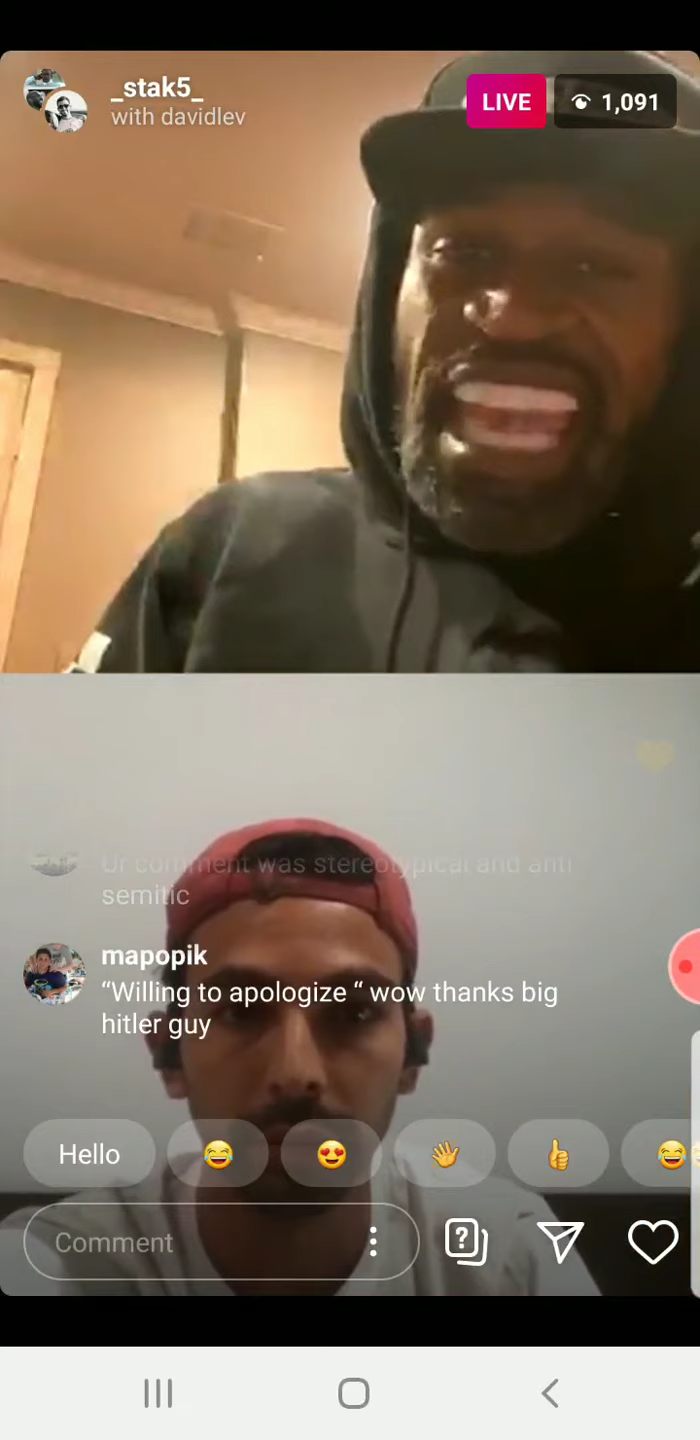 _stak5_
with davidlev
LIVE
1,091
Ur comment was stereotypical and anti
semitic
mapopik
“Willing to apologize “ wow thanks big
hitler guy
Hello
Comment